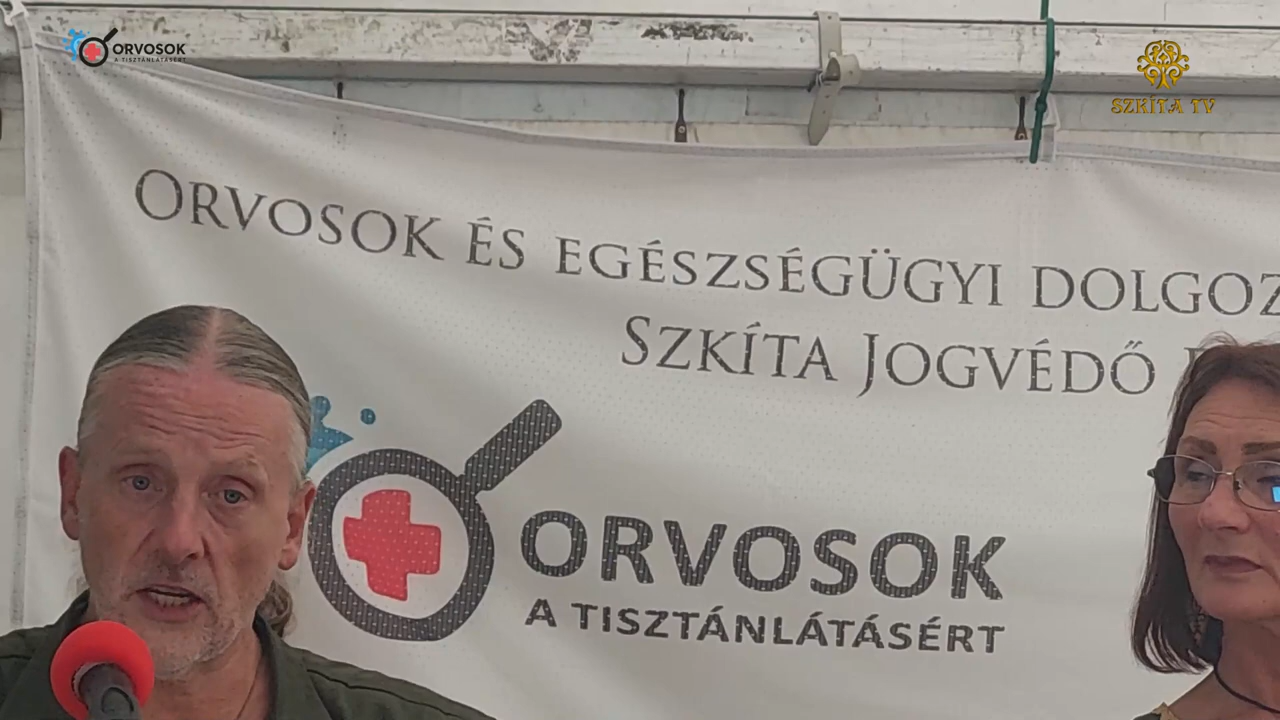 ORVOSOK
A TISZTÁNLÁTÁSÉRT
SZKÍTA TV
ORVOSOK ÉS EGÉSZSÉGÜGYI
SZKÍTA JOGVÉDŐ
ORVOSOK
A TISZTÁNLÁTÁSÉRT